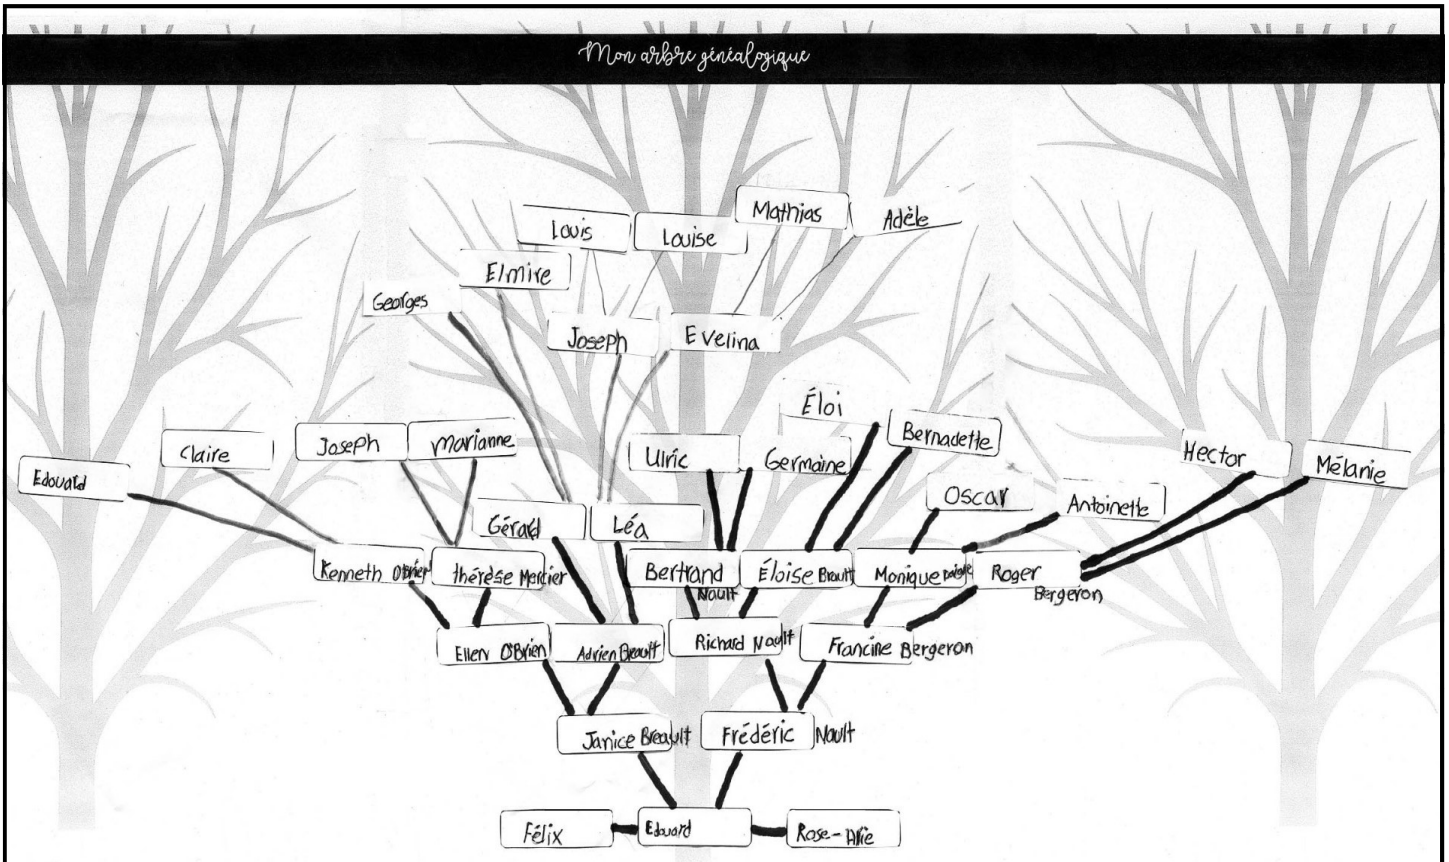 Mon arbre généalogique
Mathias
Adèle
Louis
Louise
Elmire
Georges
Joseph
Evelina
Éloi
Bernadette
Claire
Joseph
Marianne
Ulric
Germaine
Hector
Mélanie
Edouard
Oscar
Antoinette
Gérard
Léa
Kenneth O'Brien
thérèse Mercier
Bertrand
Nault
Éloise Brault
Monique Daigle
Roger
Bergeron
Ellen O'Brien
Adrien Breault
Richard Nault
Francine Bergeron
Janice Breault
Frédéric Nault
Félix
Edouard
Rose-Alie